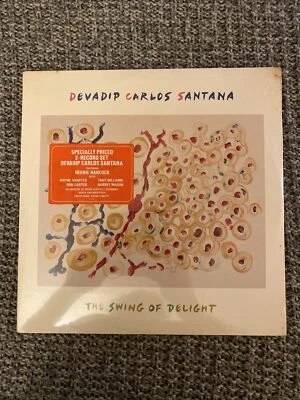 DEVADIP CARLOS SANTANA
SPECIALLY PRICED
2-RECORD SET
DEVADIP CARLOS SANTANA
HERBIE HANCOCK
WAYNE SHORTER TONY WILLIAMS
RON CARTER HARVEY MASON
THE SWING OF DELIGHT